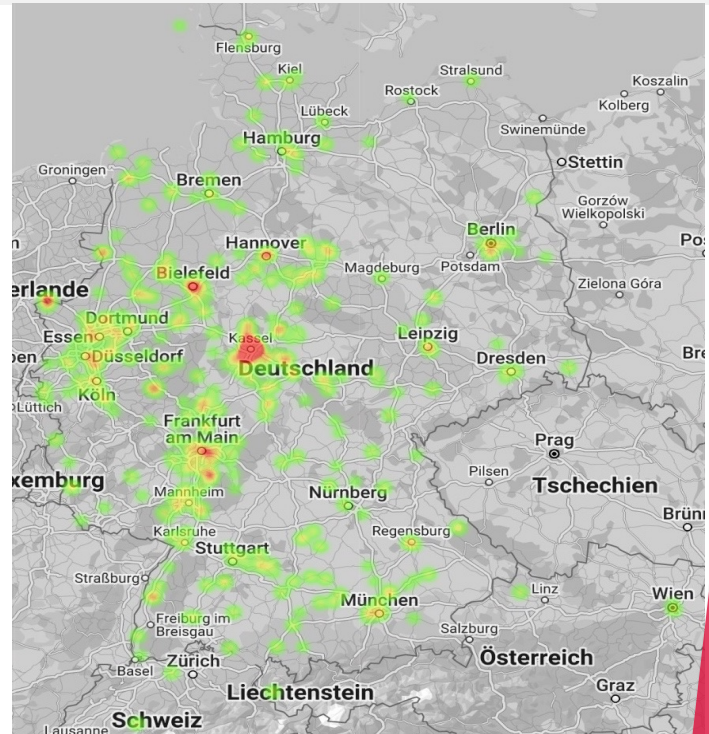 Flensburg
Kiel
Stralsund
Rostock
Koszalin
Kolberg
Lübeck
Swinemünde
Hamburg
Stettin
Groningen
Bremen
Gorzów
Wielkopolski
Berlin
Hannover
Pos
n
Potsdam
Magdeburg
Bielefeld
Zielona Góra
erlande
Dortmund
Essen
Kassel
Leipzig
Bre
pen
Düsseldorf
Dresden
Deutschland
Köln
Lüttich
Frankfurt
am Main
Prag
Pilsen
xemburg
Tschechien
Mannheim
Nürnberg
Brünn
Karlsruhe
Regensburg
Stuttgart
Straßburg
Linz
Wien
München
Freiburg im
Breisgau
Salzburg
Basel
Zürich
Österreich
Liechtenstein
Graz
Schweiz
Lausanne